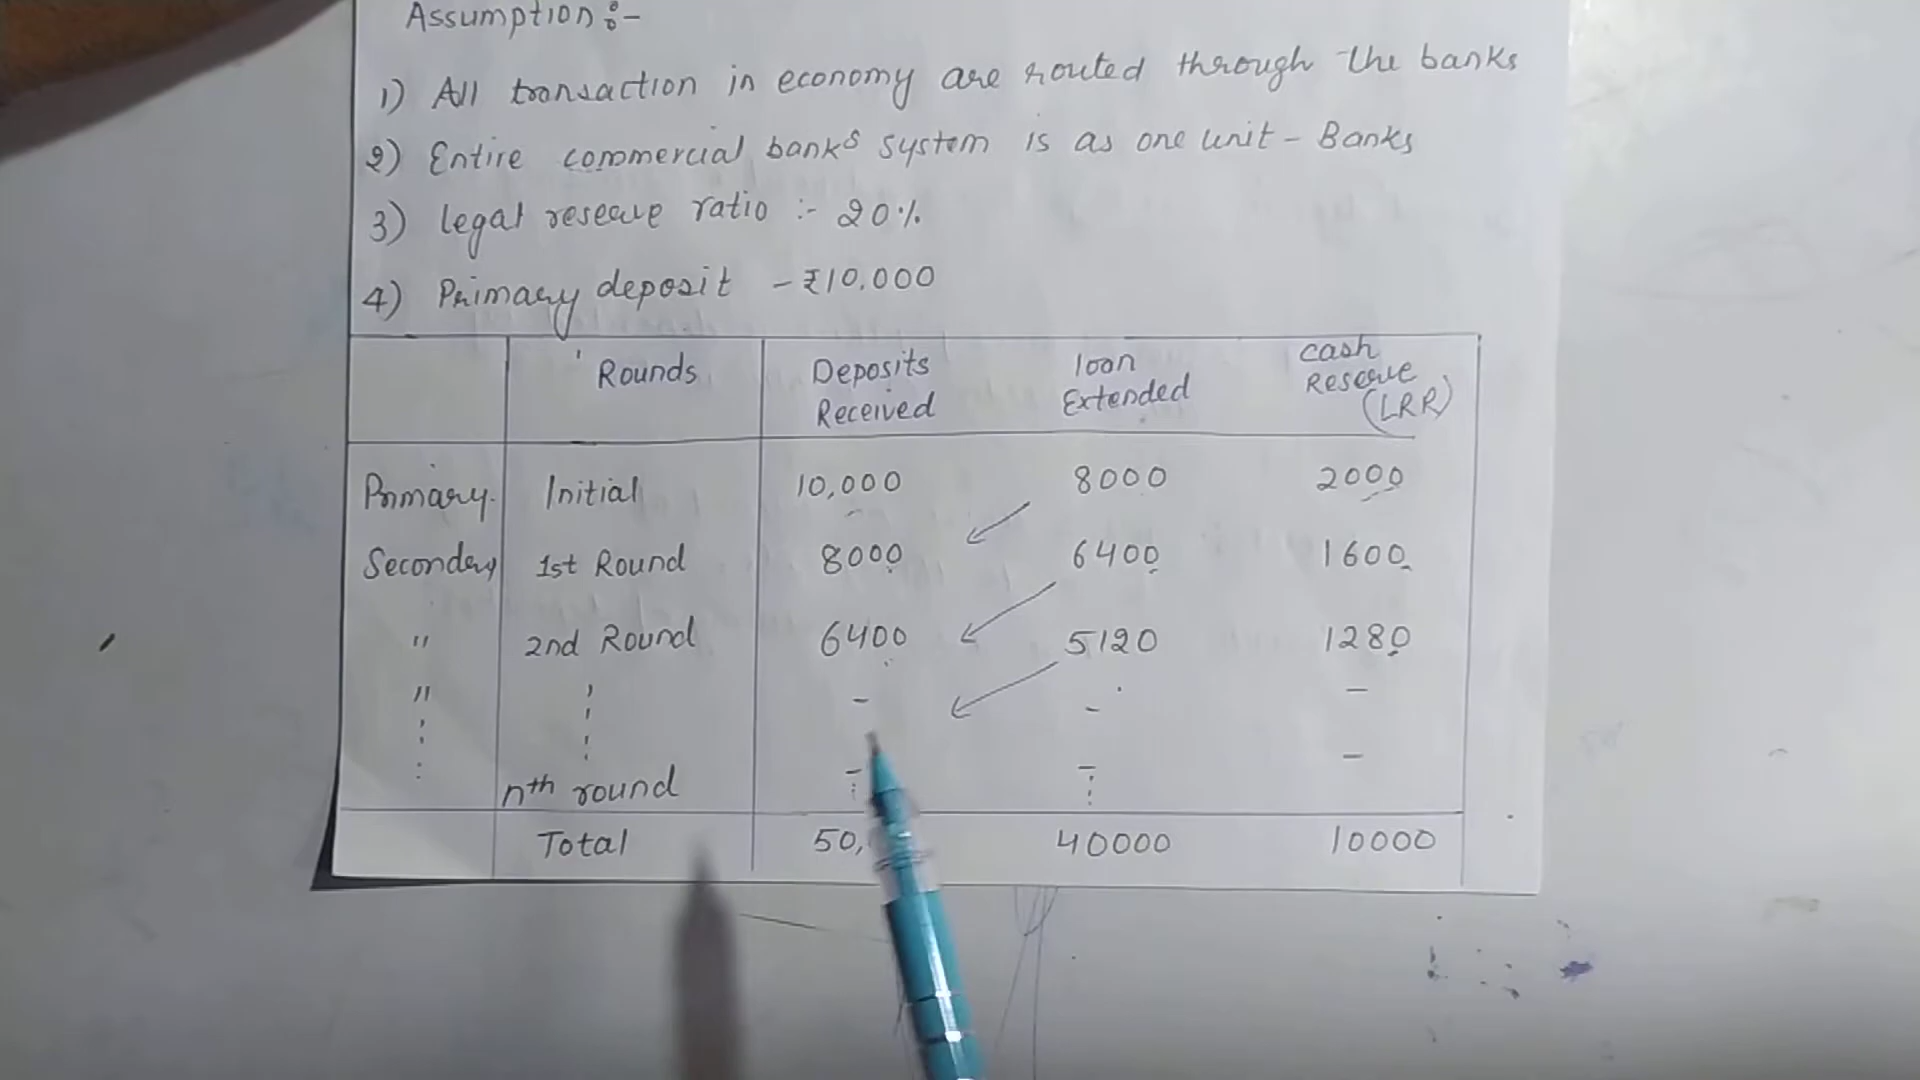 Assumption :-
1) All transaction in economy are routed through the banks
2) Entire commercial banks system is as one unit - Banks
3) legal reserve ratio :- 20%
4) Primary deposit - ₹10,000
Rounds Deposits Received loan Extended cash Reserve (LRR)
Primary Initial 10,000 8000 2000
Secondary 1st Round 8000 6400 1600
" 2nd Round 6400 5120 1280
" ' - - -
nth round - - -
Total 50, 40000 10000